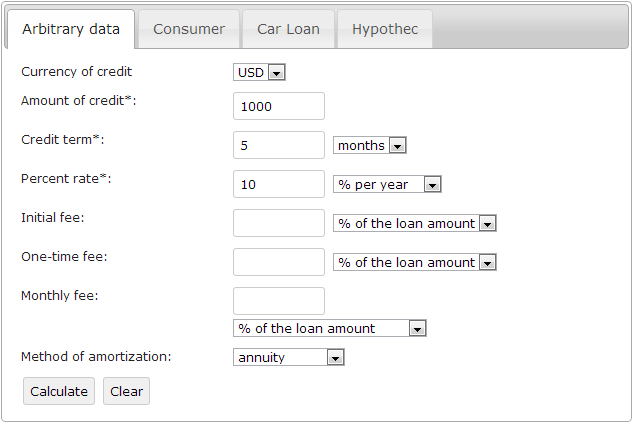 Arbitrary data Consumer Car Loan Hypothec
Currency of credit USD
Amount of credit*: 1000
Credit term*: 5 months
Percent rate*: 10 % per year
Initial fee: % of the loan amount
One-time fee: % of the loan amount
Monthly fee:
% of the loan amount
Method of amortization: annuity
Calculate Clear